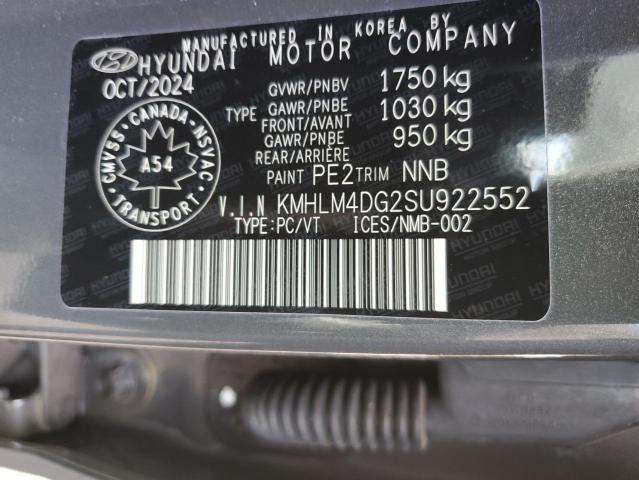 MANUFACTURED IN KOREA BY
HYUNDAI MOTOR COMPANY
OCT/2024
GVWR/PNBV 1750 kg
TYPE GAWR/PNBE 1030 kg
FRONT/AVANT
GAWR/PNBE 950 kg
REAR/ARRIÈRE
PAINT PE2 TRIM NNB
CMVSS • CANADA • NSVAC • TRANSPORT •
A54
V.I.N KMHLM4DG2SU922552
TYPE:PC/VT ICES/NMB-002